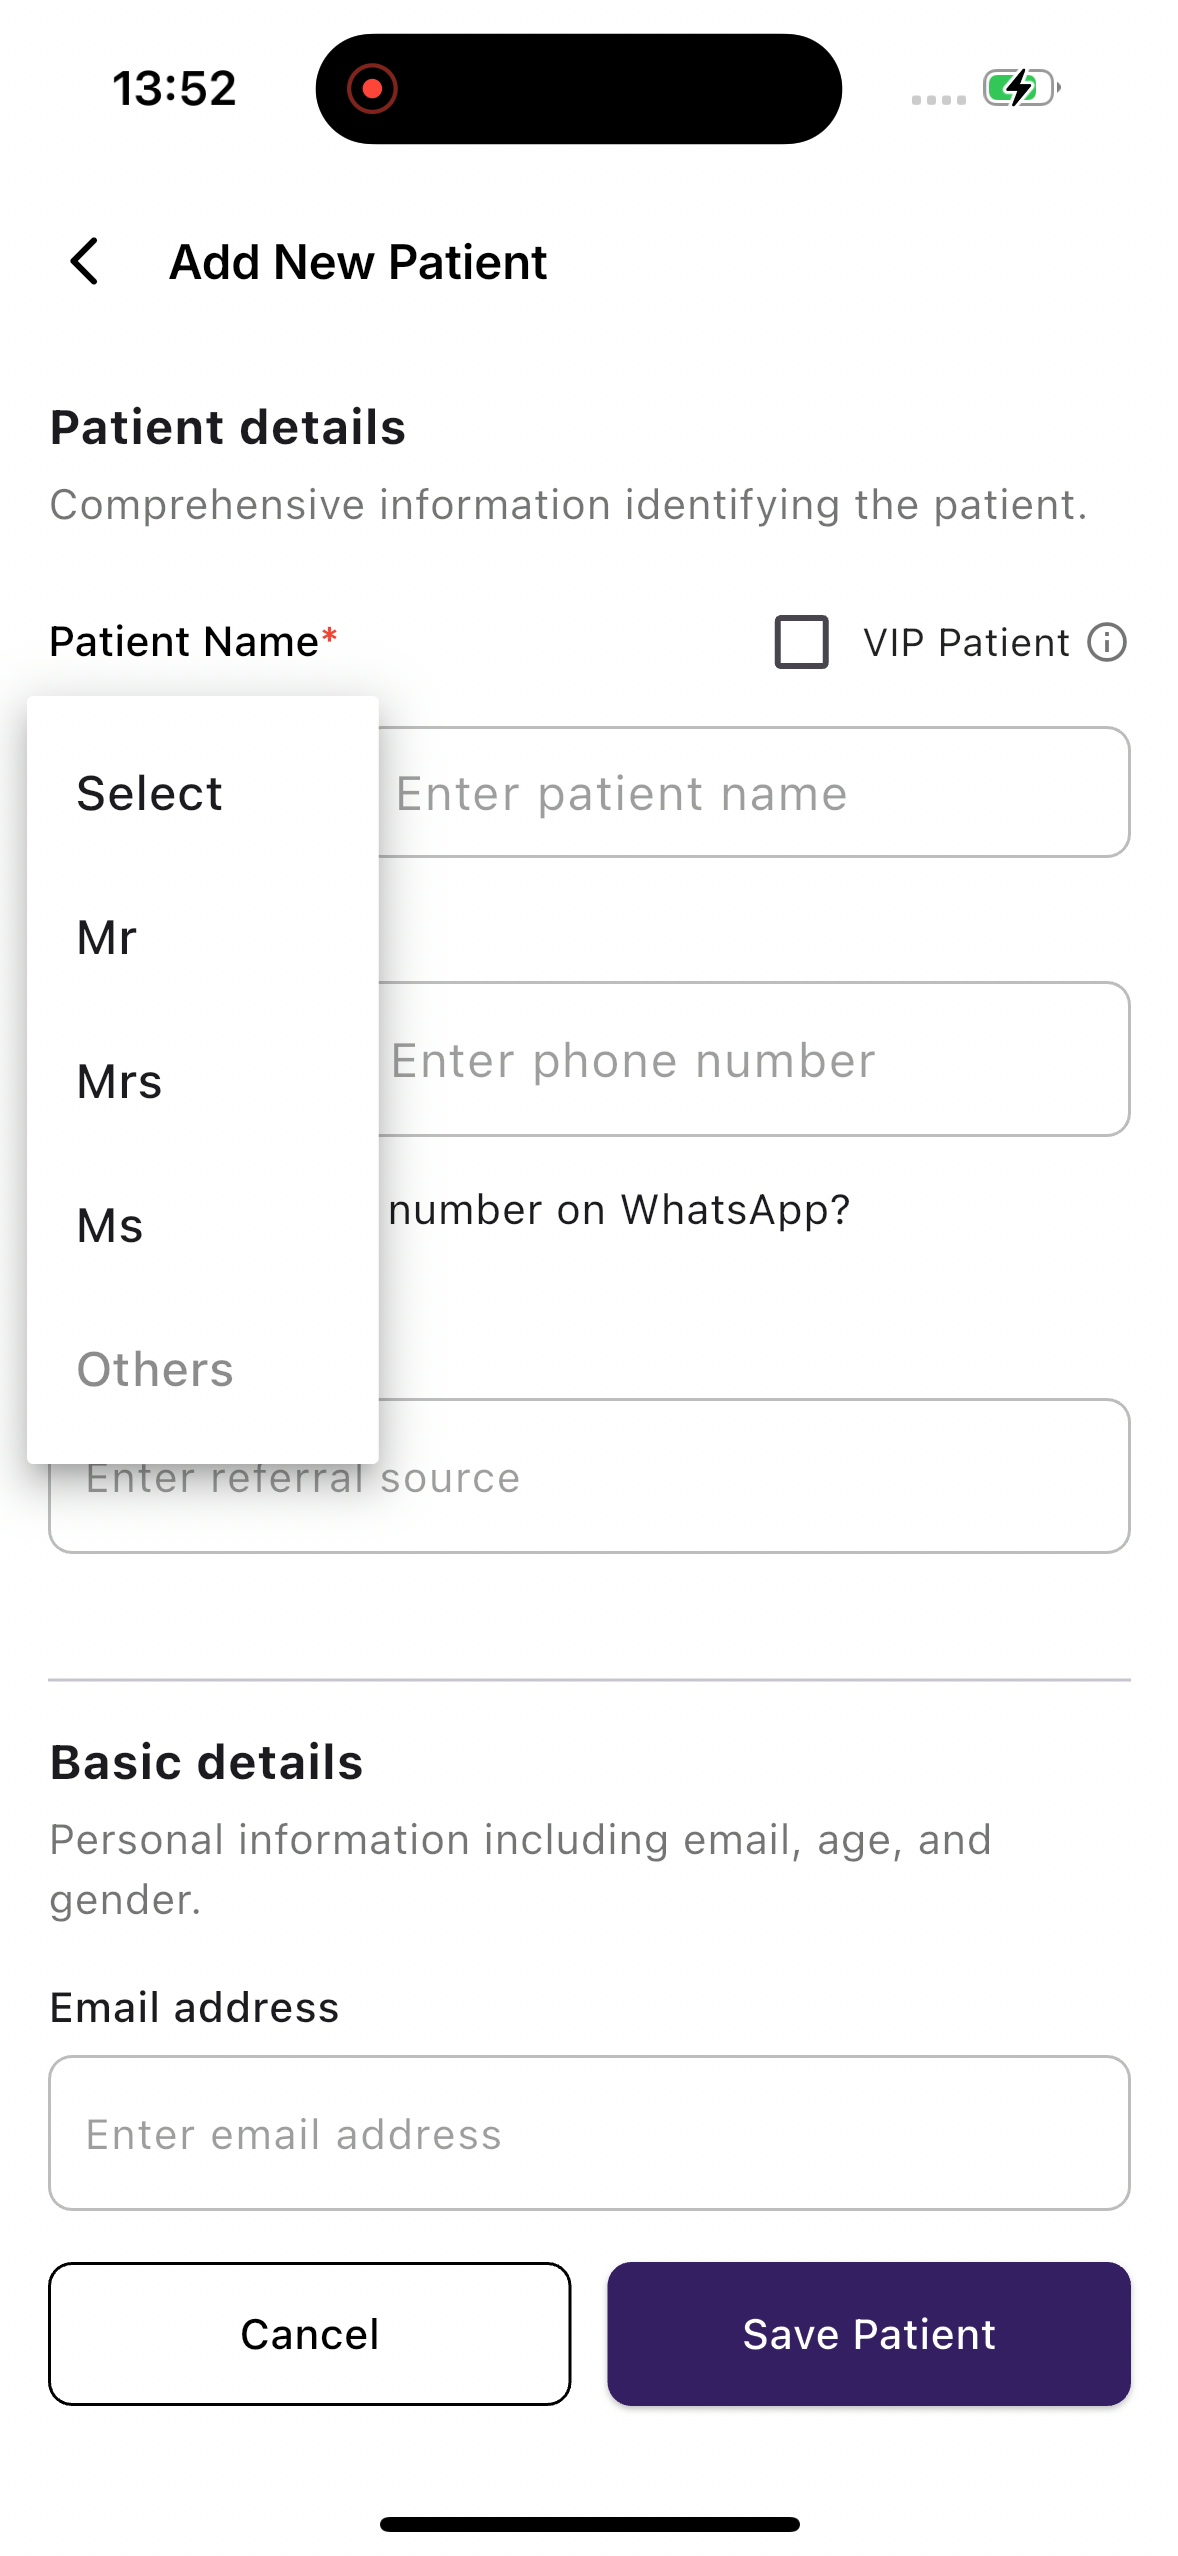 13:52
Add New Patient
Patient details
Comprehensive information identifying the patient.
Patient Name*
VIP Patient
Select
Enter patient name
Mr
Mrs
Enter phone number
Ms
number on WhatsApp?
Others
Enter referral source
Basic details
Personal information including email, age, and
gender.
Email address
Enter email address
Cancel
Save Patient